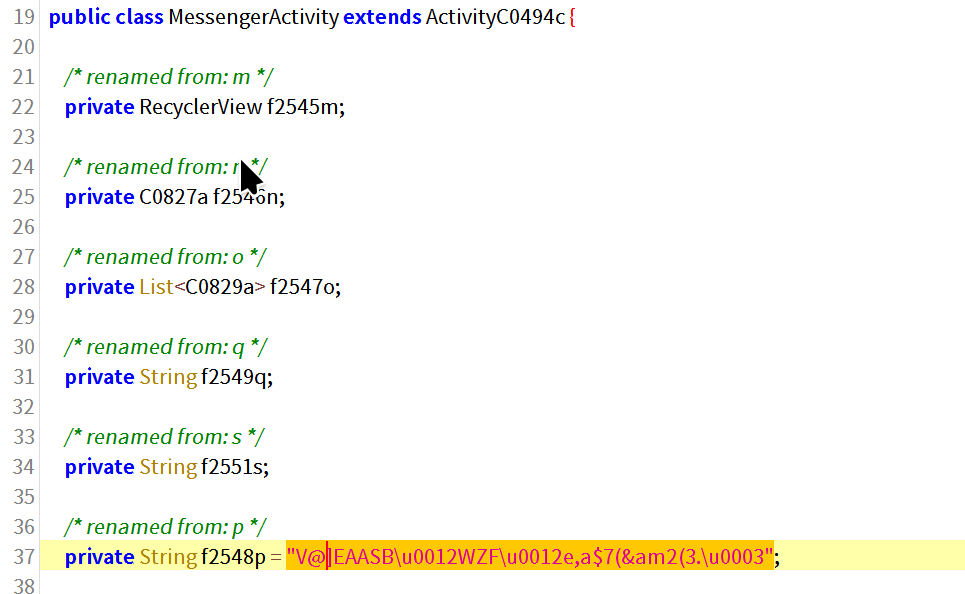 19 public class MessengerActivity extends ActivityC0494c {
20
21 /* renamed from: m */
22 private RecyclerView f2545m;
23
24 /* renamed from: n */
25 private C0827a f2546n;
26
27 /* renamed from: o */
28 private List<C0829a> f2547o;
29
30 /* renamed from: q */
31 private String f2549q;
32
33 /* renamed from: s */
34 private String f2551s;
35
36 /* renamed from: p */
37 private String f2548p = "V@]EAASB\u0012WZF\u0012e,a$7(&am2(3.\u0003";
38